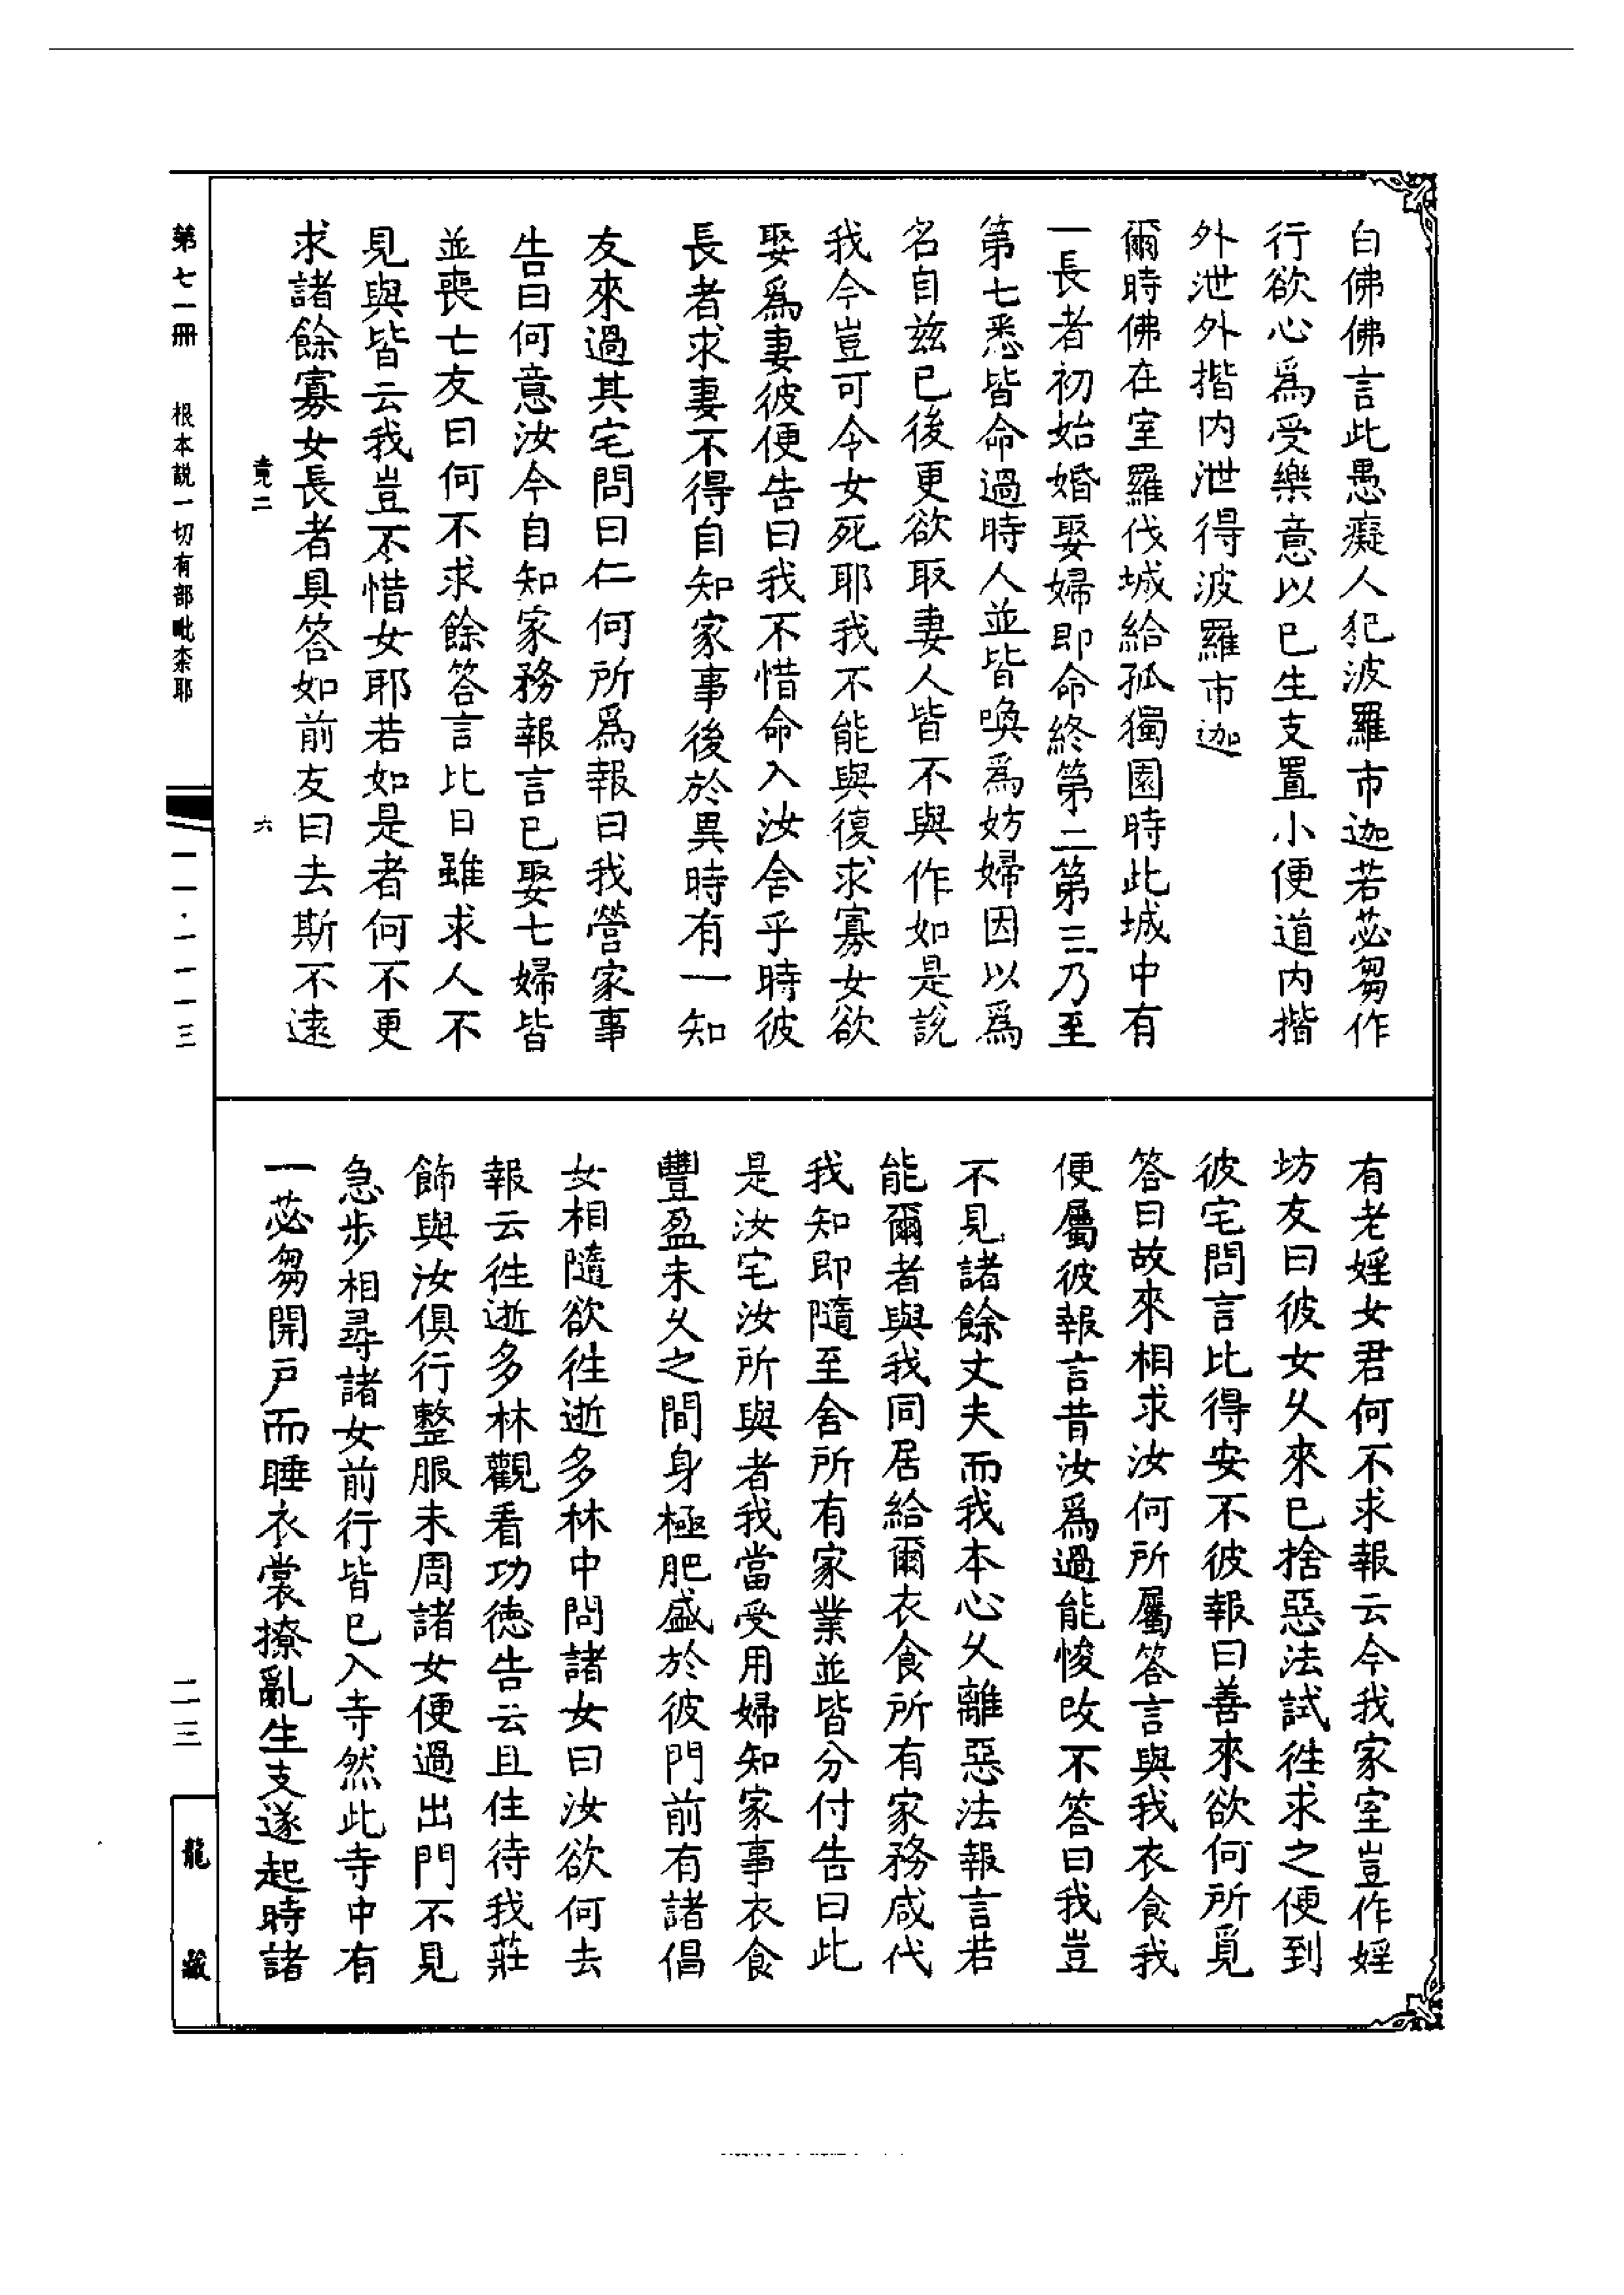 白佛佛言此愚癡人犯波羅市迦若苾芻作
行欲心爲受樂意以已生支置小便道内揩
外泄外揩内泄得波羅市迦
爾時佛在室羅伐城給孤獨園時此城中有
一長者初始婚娶婦即命終第二第三乃至
第七悉皆命過時人並皆喚爲妨婦因以爲
名自兹已後更欲取妻人皆不與作如是説
我今豈可令女死耶我不能與復求寡女欲
娶爲妻彼便告曰我不惜命入汝舍乎時彼
長者求妻不得自知家事後於異時有一知
友來過其宅問曰仁何所爲報曰我營家事
告曰何意汝今自知家務報言已娶七婦皆
並喪七友曰何不求餘答言比日雖求人不
見與皆云我豈不惜女耶若如是者何不更
求諸餘寡女長者具答如前友曰去斯不遠
竟二 六
有老婬女君何不求報云今我家室豈作婬
坊友曰彼女久來已捨惡法試徃求之便到
彼宅問言比得安不彼報曰善來欲何所覓
答曰故來相求汝何所屬答言與我衣食我
便屬彼報言昔汝爲過能悛改不答曰我豈
不見諸餘丈夫而我本心久離惡法報言若
能爾者與我同居給爾衣食所有家務咸代
我知即隨至舍所有家業並皆分付告曰此
是汝宅汝所與者我當受用婦知家事衣食
豐盈未久之間身極肥盛於彼門前有諸倡
女相隨欲徃逝多林中問諸女曰汝欲何去
報云徃逝多林觀看功德告云且住待我莊
飾與汝俱行整服未周諸女便過出門不見
急步相尋諸女前行皆已入寺然此寺中有
一苾芻開戸而睡衣裳撩亂生支遂起時諸
第七一册 根本説一切有部毗柰耶
一一·一一一三
二三
龍藏